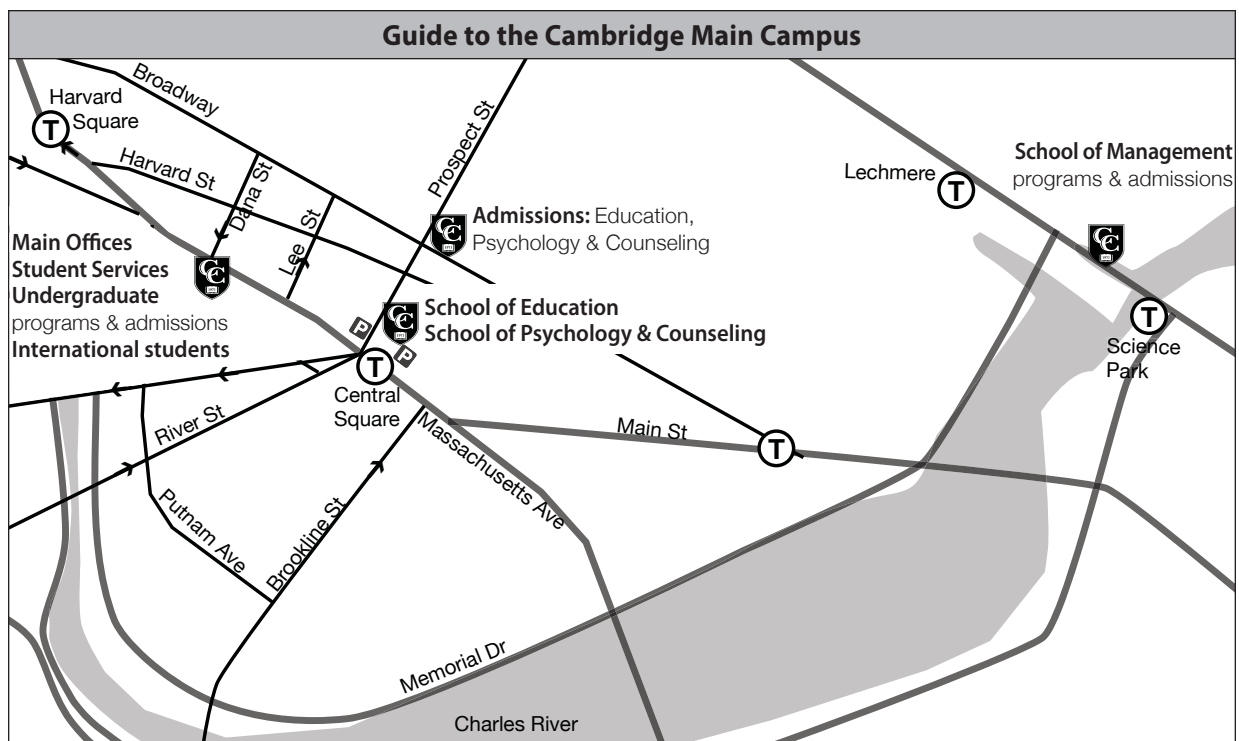 Guide to the Cambridge Main Campus
Broadway
Harvard
Square
T
Harvard St
Dana St
Lee St
Prospect St
Admissions: Education,
Psychology & Counseling
Lechmere
T
School of Management
programs & admissions
Main Offices
Student Services
Undergraduate
programs & admissions
International students
School of Education
School of Psychology & Counseling
P
P
T
Central
Square
T
Science
Park
River St
Main St
T
Massachusetts Ave
Putnam Ave
Brookline St
Memorial Dr
Charles River